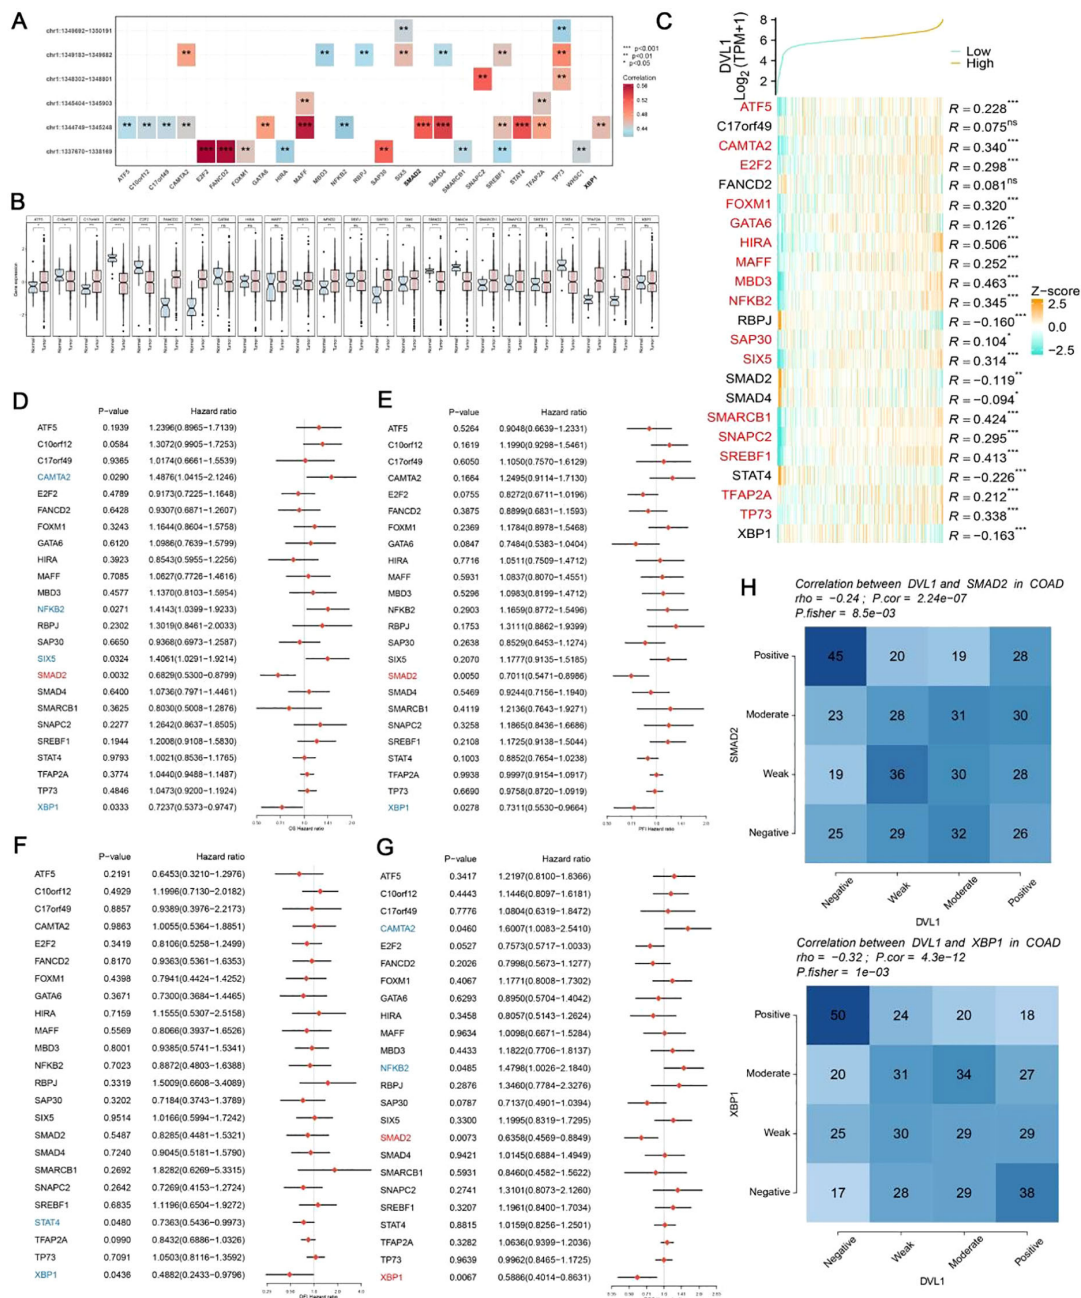 A
chr1:1349692-1350191
chr1:1349183-1349682
chr1:1348302-1348801
chr1:1345404-1345903
chr1:1344749-1345248
chr1:1337670-1338169
*** p<0.001
** p<0.01
* p<0.05
Correlation
0.56
0.52
0.48
0.44
ATF5
C10orf12
C17orf49
CAMTA2
E2F2
FANCD2
FOXM1
GATA6
HIRA
MAFF
MBD3
NFKB2
RBPJ
SAP30
SIX5
SMAD2
SMAD4
SMARCB1
SNAPC2
SREBF1
STAT4
TFAP2A
TP73
WHSC1
XBP1
B
Gene expression
Normal
Tumor
C
DVL1
Log2 (TPM+1)
8
6
4
2
Low
High
ATF5 R = 0.228***
C17orf49 R = 0.075ns
CAMTA2 R = 0.340***
E2F2 R = 0.298***
FANCD2 R = 0.081ns
FOXM1 R = 0.320***
GATA6 R = 0.126**
HIRA R = 0.506***
MAFF R = 0.252***
MBD3 R = 0.463***
NFKB2 R = 0.345***
RBPJ R = −0.160***
SAP30 R = 0.104*
SIX5 R = 0.314***
SMAD2 R = −0.119**
SMAD4 R = −0.094*
SMARCB1 R = 0.424***
SNAPC2 R = 0.295***
SREBF1 R = 0.413***
STAT4 R = −0.226***
TFAP2A R = 0.212***
TP73 R = 0.338***
XBP1 R = −0.163***
Z-score
2.5
−2.5
D
P-value Hazard ratio
ATF5 0.1939 1.2396(0.8965−1.7139)
C10orf12 0.0584 1.3072(0.9905−1.7253)
C17orf49 0.9365 1.0174(0.6661−1.5539)
CAMTA2 0.0290 1.4876(1.0415−2.1246)
E2F2 0.4789 0.9173(0.7225−1.1648)
FANCD2 0.6428 0.9307(0.6871−1.2607)
FOXM1 0.3243 1.1644(0.8604−1.5758)
GATA6 0.6120 1.0986(0.7639−1.5799)
HIRA 0.3923 0.8543(0.5955−1.2256)
MAFF 0.7085 1.0627(0.7726−1.4616)
MBD3 0.4577 1.1370(0.8103−1.5954)
NFKB2 0.0271 1.4143(1.0399−1.9233)
RBPJ 0.2302 1.3019(0.8461−2.0033)
SAP30 0.6650 0.9368(0.6973−1.2587)
SIX5 0.0324 1.4061(1.0291−1.9214)
SMAD2 0.0032 0.6829(0.5300−0.8799)
SMAD4 0.6400 1.0736(0.7971−1.4461)
SMARCB1 0.3625 0.8030(0.5008−1.2876)
SNAPC2 0.2277 1.2642(0.8637−1.8505)
SREBF1 0.1944 1.2008(0.9108−1.5830)
STAT4 0.9793 1.0021(0.8536−1.1765)
TFAP2A 0.3774 1.0440(0.9488−1.1487)
TP73 0.4846 1.0473(0.9200−1.1924)
XBP1 0.0333 0.7237(0.5373−0.9747)
0.50 0.71 1.0 1.41 2.0
OS Hazard ratio
E
P-value Hazard ratio
ATF5 0.5264 0.9048(0.6639−1.2331)
C10orf12 0.1619 1.1990(0.9298−1.5461)
C17orf49 0.6050 1.1050(0.7570−1.6129)
CAMTA2 0.1664 1.2495(0.9114−1.7130)
E2F2 0.0755 0.8272(0.6711−1.0196)
FANCD2 0.3875 0.8899(0.6831−1.1593)
FOXM1 0.2369 1.1784(0.8978−1.5468)
GATA6 0.0847 0.7484(0.5383−1.0404)
HIRA 0.7716 1.0511(0.7509−1.4712)
MAFF 0.5931 1.0837(0.8070−1.4551)
MBD3 0.5296 1.0983(0.8199−1.4712)
NFKB2 0.2903 1.1659(0.8772−1.5496)
RBPJ 0.1753 1.3111(0.8862−1.9399)
SAP30 0.2638 0.8529(0.6453−1.1274)
SIX5 0.2070 1.1777(0.9135−1.5185)
SMAD2 0.0050 0.7011(0.5471−0.8986)
SMAD4 0.5469 0.9244(0.7156−1.1940)
SMARCB1 0.4119 1.2136(0.7643−1.9271)
SNAPC2 0.3258 1.1865(0.8436−1.6686)
SREBF1 0.2108 1.1725(0.9138−1.5044)
STAT4 0.1003 0.8852(0.7654−1.0238)
TFAP2A 0.9938 0.9997(0.9154−1.0917)
TP73 0.6690 0.9758(0.8720−1.0919)
XBP1 0.0278 0.7311(0.5530−0.9664)
0.50 0.71 1.0 1.41 2.0
PFI Hazard ratio
F
P-value Hazard ratio
ATF5 0.2191 0.6453(0.3210−1.2976)
C10orf12 0.4929 1.1996(0.7130−2.0182)
C17orf49 0.8857 0.9389(0.3976−2.2173)
CAMTA2 0.9863 1.0055(0.5364−1.8851)
E2F2 0.3419 0.8106(0.5258−1.2499)
FANCD2 0.8170 0.9363(0.5361−1.6353)
FOXM1 0.4398 0.7941(0.4424−1.4252)
GATA6 0.3671 0.7300(0.3684−1.4465)
HIRA 0.7159 1.1555(0.5307−2.5158)
MAFF 0.5569 0.8066(0.3937−1.6526)
MBD3 0.8001 0.9385(0.5741−1.5341)
NFKB2 0.7023 0.8872(0.4803−1.6388)
RBPJ 0.3319 1.5009(0.6608−3.4089)
SAP30 0.3202 0.7184(0.3743−1.3789)
SIX5 0.9514 1.0166(0.5994−1.7242)
SMAD2 0.5487 0.8285(0.4481−1.5321)
SMAD4 0.7240 0.9045(0.5181−1.5790)
SMARCB1 0.2692 1.8282(0.6269−5.3315)
SNAPC2 0.2642 0.7269(0.4153−1.2724)
SREBF1 0.6835 1.1196(0.6504−1.9272)
STAT4 0.0480 0.7363(0.5436−0.9973)
TFAP2A 0.0990 0.8432(0.6886−1.0326)
TP73 0.7091 1.0503(0.8116−1.3592)
XBP1 0.0436 0.4882(0.2433−0.9796)
DFI Hazard ratio
G
P-value Hazard ratio
ATF5 0.3417 1.2197(0.8100−1.8366)
C10orf12 0.4443 1.1446(0.8097−1.6181)
C17orf49 0.7776 1.0804(0.6319−1.8472)
CAMTA2 0.0460 1.6007(1.0083−2.5410)
E2F2 0.0527 0.7573(0.5717−1.0033)
FANCD2 0.2026 0.7998(0.5673−1.1277)
FOXM1 0.4067 1.1771(0.8008−1.7302)
GATA6 0.6293 0.8950(0.5704−1.4042)
HIRA 0.3458 0.8057(0.5143−1.2624)
MAFF 0.9634 1.0098(0.6671−1.5284)
MBD3 0.4433 1.1822(0.7706−1.8137)
NFKB2 0.0485 1.4798(1.0026−2.1840)
RBPJ 0.2876 1.3460(0.7784−2.3276)
SAP30 0.0787 0.7137(0.4901−1.0394)
SIX5 0.3300 1.1995(0.8319−1.7295)
SMAD2 0.0073 0.6358(0.4569−0.8849)
SMAD4 0.9421 1.0145(0.6884−1.4949)
SMARCB1 0.5931 0.8460(0.4582−1.5622)
SNAPC2 0.2741 1.3101(0.8073−2.1260)
SREBF1 0.3207 1.1961(0.8400−1.7034)
STAT4 0.8815 1.0159(0.8256−1.2501)
TFAP2A 0.3282 1.0636(0.9399−1.2036)
TP73 0.9639 0.9962(0.8465−1.1725)
XBP1 0.0067 0.5886(0.4014−0.8631)
H
Correlation between DVL1 and SMAD2 in COAD
rho = −0.24 ; P.cor = 2.24e−07
P.fisher = 8.5e−03
SMAD2
Positive 45 20 19 28
Moderate 23 28 31 30
Weak 19 36 30 28
Negative 25 29 32 26
Negative Weak Moderate Positive
DVL1
Correlation between DVL1 and XBP1 in COAD
rho = −0.32 ; P.cor = 4.3e−12
P.fisher = 1e−03
XBP1
Positive 50 24 20 18
Moderate 20 31 34 27
Weak 25 30 29 29
Negative 17 28 29 38
Negative Weak Moderate Positive
DVL1